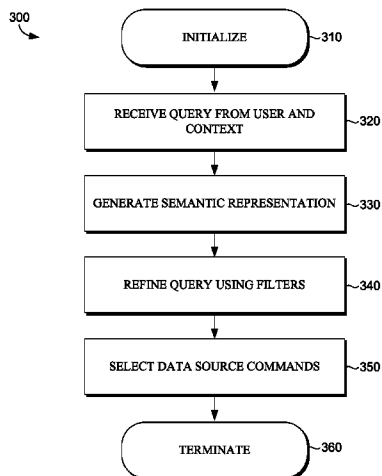 300
INITIALIZE
310
RECEIVE QUERY FROM USER AND
CONTEXT
320
GENERATE SEMANTIC REPRESENTATION
330
REFINE QUERY USING FILTERS
340
SELECT DATA SOURCE COMMANDS
350
TERMINATE
360